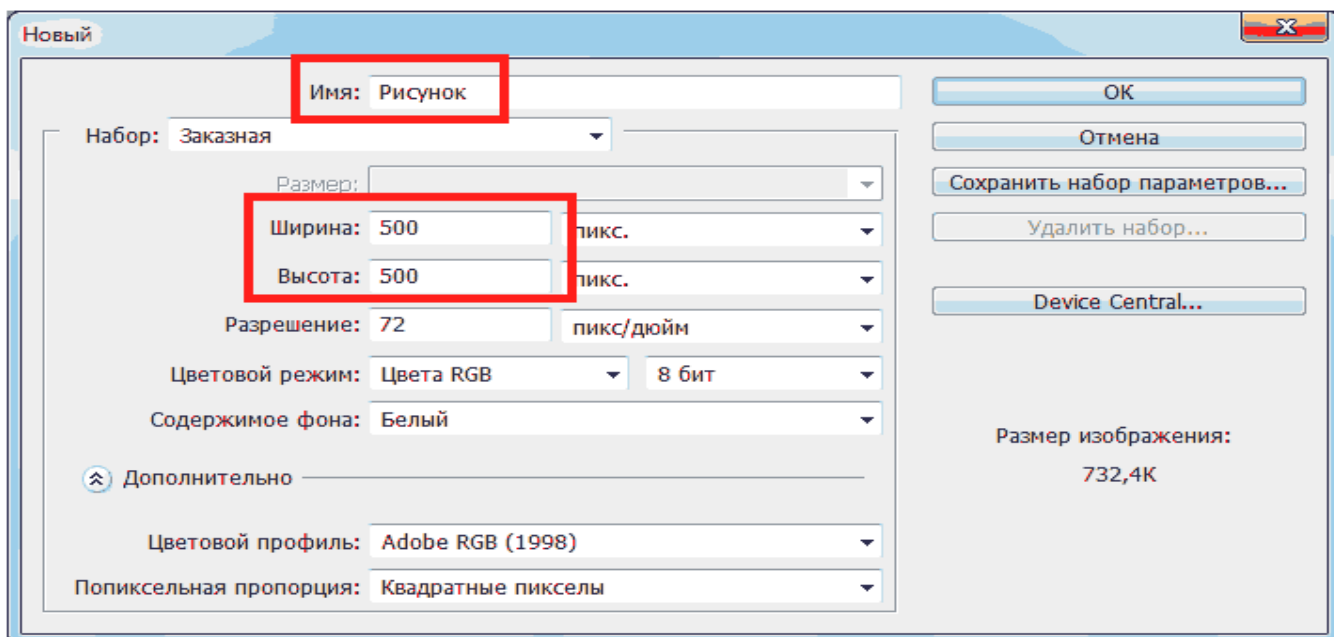 Новый
Имя: Рисунок
OK
Набор: Заказная
Отмена
Размер:
Сохранить набор параметров...
Ширина: 500 пикс.
Удалить набор...
Высота: 500 пикс.
Device Central...
Разрешение: 72 пикс/дюйм
Цветовой режим: Цвета RGB 8 бит
Содержимое фона: Белый
Размер изображения:
732,4K
Дополнительно
Цветовой профиль: Adobe RGB (1998)
Попиксельная пропорция: Квадратные пикселы